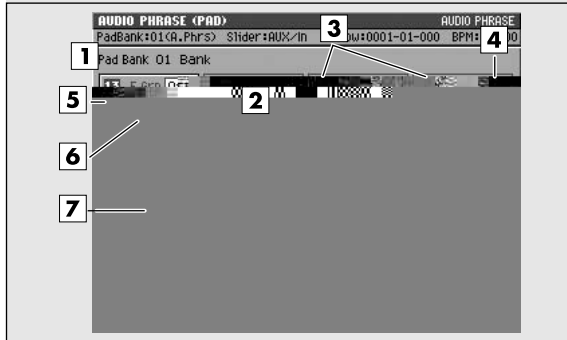 AUDIO PHRASE (PAD) AUDIO PHRASE
PadBank:01(A.Phrs) Slider:AUX/In 0001-01-000 BPM:
3
4
1
Pad Bank 01 Bank
13
5
2
6
7